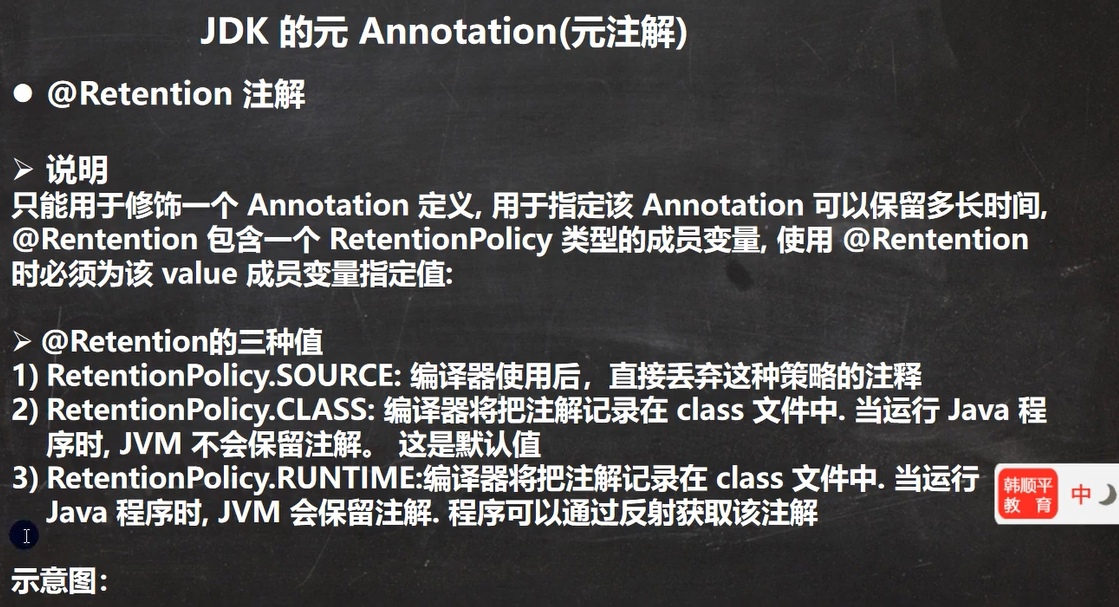 JDK 的元 Annotation(元注解)
● @Retention 注解
➢ 说明
只能用于修饰一个 Annotation 定义, 用于指定该 Annotation 可以保留多长时间,
@Rentention 包含一个 RetentionPolicy 类型的成员变量, 使用 @Rentention
时必须为该 value 成员变量指定值:
➢ @Retention的三种值
1) RetentionPolicy.SOURCE: 编译器使用后，直接丢弃这种策略的注释
2) RetentionPolicy.CLASS: 编译器将把注解记录在 class 文件中. 当运行 Java 程
序时, JVM 不会保留注解。 这是默认值
3) RetentionPolicy.RUNTIME:编译器将把注解记录在 class 文件中. 当运行
Java 程序时, JVM 会保留注解. 程序可以通过反射获取该注解
韩顺平
教 育
中
示意图：